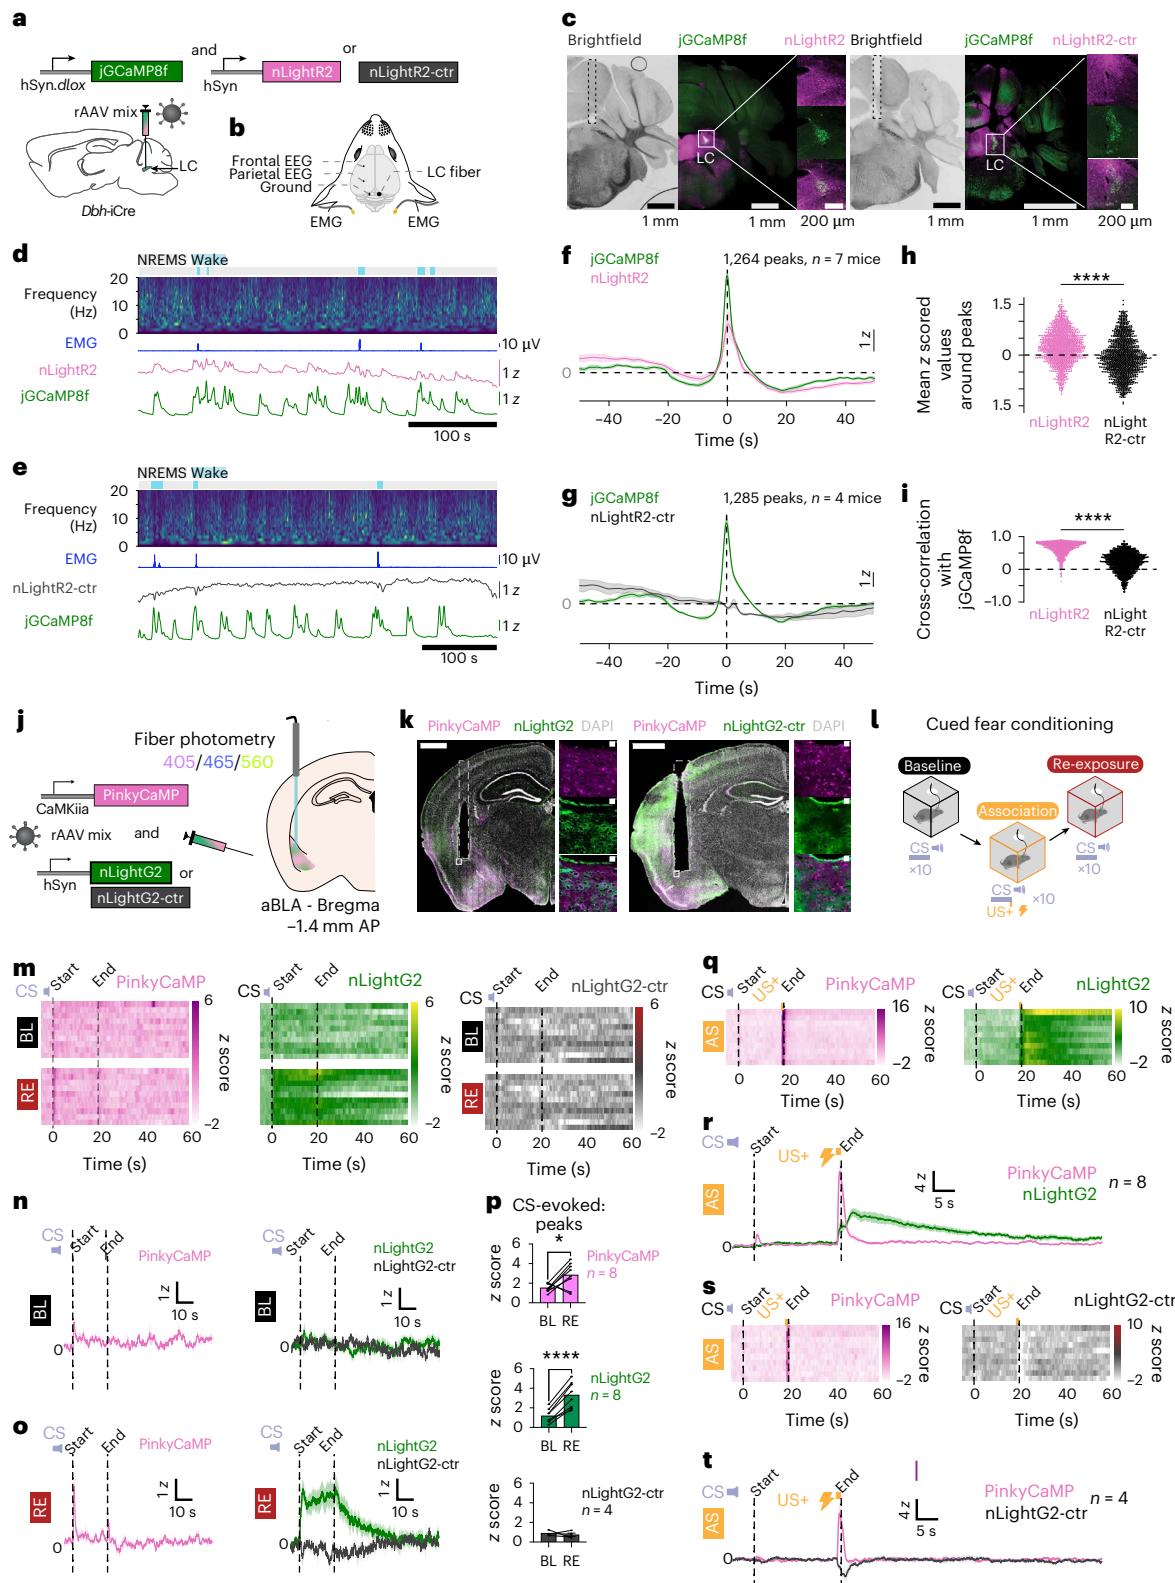 a
and
or
jGCaMP8f
nLightR2
nLightR2-ctr
hSyn.dlox
hSyn
rAAV mix
LC
Dbh-iCre
b
Frontal EEG
Parietal EEG
Ground
LC fiber
EMG
EMG
c
Brightfield
jGCaMP8f
nLightR2
Brightfield
jGCaMP8f
nLightR2-ctr
LC
LC
1 mm
1 mm
200 µm
1 mm
1 mm
200 µm
d
NREMS Wake
20
Frequency
(Hz)
10
0
EMG
10 µV
nLightR2
1 z
jGCaMP8f
1 z
100 s
e
NREMS Wake
20
Frequency
(Hz)
10
0
EMG
10 µV
nLightR2-ctr
1 z
jGCaMP8f
1 z
100 s
f
jGCaMP8f
nLightR2
1,264 peaks, n = 7 mice
1 z
0
−40 −20 0 20 40
Time (s)
g
jGCaMP8f
nLightR2-ctr
1,285 peaks, n = 4 mice
1 z
0
−40 −20 0 20 40
Time (s)
h
****
Mean z scored
values
around peaks
1.5
0
1.5
nLightR2
nLight
R2-ctr
i
****
Cross-correlation
with
jGCaMP8f
1.0
0
−1.0
nLightR2
nLight
R2-ctr
j
Fiber photometry
405/465/560
PinkyCaMP
CaMKiia
rAAV mix and
nLightG2
or
hSyn
nLightG2-ctr
aBLA - Bregma
−1.4 mm AP
k
PinkyCaMP nLightG2 DAPI
PinkyCaMP nLightG2-ctr DAPI
l
Cued fear conditioning
Baseline
Re-exposure
Association
CS
×10
CS
×10
CS
×10
US+
m
CS
Start
End
PinkyCaMP
6
BL
RE
z score
−2
0 20 60
Time (s)
Start
End
nLightG2
6
z score
−2
0 20 60
Time (s)
CS
Start
End
nLightG2-ctr
6
BL
RE
z score
−2
0 20 60
Time (s)
n
CS
Start
End
PinkyCaMP
1 z
10 s
BL
0
CS
Start
End
nLightG2
nLightG2-ctr
1 z
10 s
BL
0
o
CS
Start
End
PinkyCaMP
1 z
10 s
RE
0
CS
Start
End
nLightG2
nLightG2-ctr
1 z
10 s
RE
0
p
CS-evoked:
peaks
*
6
4
2
0
z score
PinkyCaMP
n = 8
BL RE
****
6
4
2
0
z score
nLightG2
n = 8
BL RE
6
4
2
0
z score
nLightG2-ctr
n = 4
BL RE
q
CS
Start
US+
End
PinkyCaMP
16
AS
z score
−2
0 20 60
Time (s)
CS
Start
US+
End
nLightG2
10
z score
−2
0 20 60
Time (s)
r
CS
Start
US+
End
4 z
5 s
PinkyCaMP
nLightG2
n = 8
AS
0
s
CS
Start
US+
End
PinkyCaMP
16
AS
z score
−2
0 20 60
Time (s)
CS
Start
US+
End
nLightG2-ctr
10
z score
−2
0 20 60
Time (s)
t
CS
Start
US+
End
4 z
5 s
PinkyCaMP
nLightG2-ctr
n = 4
AS
0